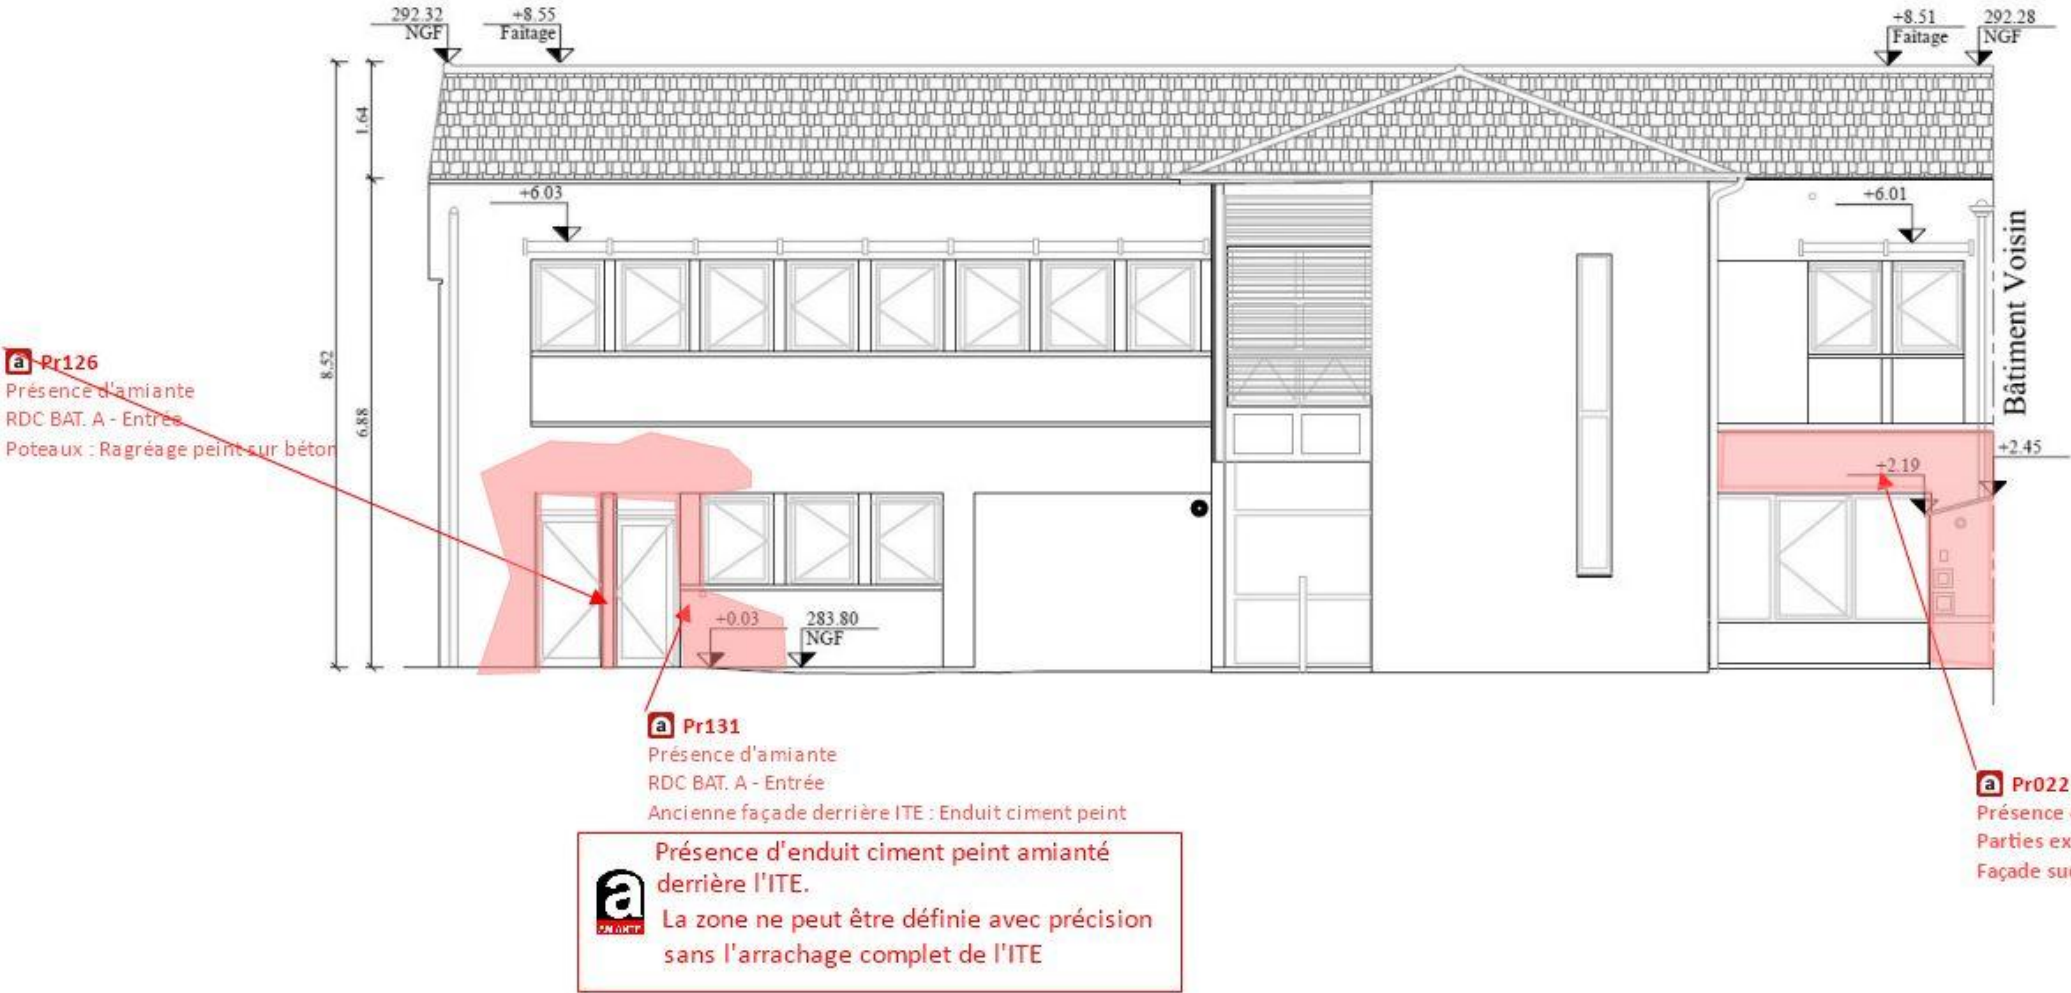 292.32
NGF
+8.55
Faitage
+8.51
Faitage
292.28
NGF
1.64
+6.03
+6.01
Bâtiment Voisin
8.52
6.88
a Pr126
Présence d'amiante
RDC BAT. A - Entrée
Poteaux : Ragréage peint sur béton
+2.45
+2.19
+0.03
283.80
NGF
a Pr131
Présence d'amiante
RDC BAT. A - Entrée
Ancienne façade derrière ITE : Enduit ciment peint
a Pr022
Présence
Parties ex
Façade su
Présence d'enduit ciment peint amianté
derrière l'ITE.
La zone ne peut être définie avec précision
sans l'arrachage complet de l'ITE
a
AMIANTE